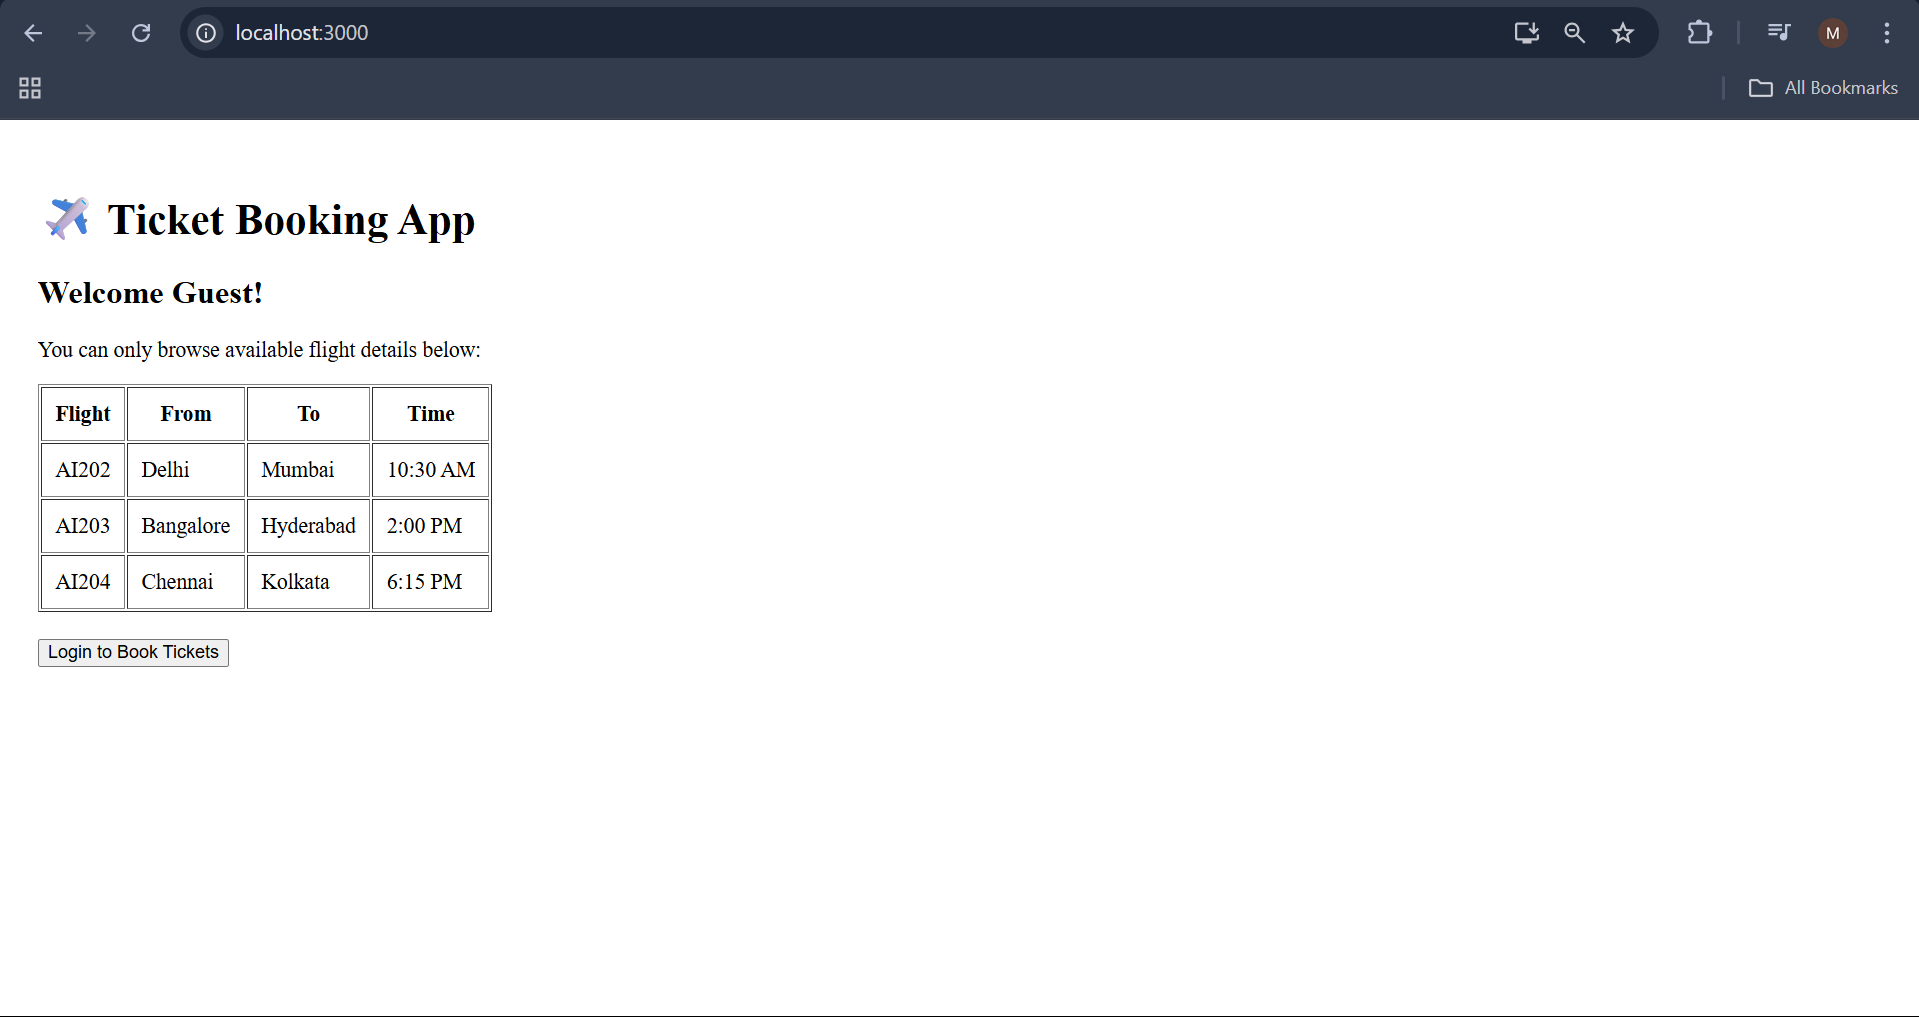 localhost:3000
M
All Bookmarks
Ticket Booking App
Welcome Guest!
You can only browse available flight details below:
Flight From To Time
AI202 Delhi Mumbai 10:30 AM
AI203 Bangalore Hyderabad 2:00 PM
AI204 Chennai Kolkata 6:15 PM
Login to Book Tickets